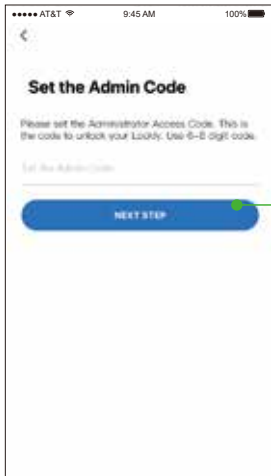 ●●●●● AT&T 9:45 AM 100%
Set the Admin Code
Please set the Administrator Access Code. This is
the code to unlock your Lockly. Use 6-8 digit code.
Set the Admin Code
NEXT STEP